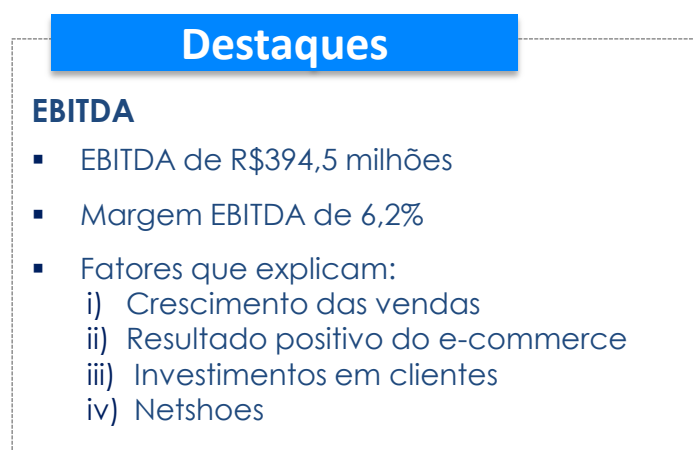 Destaques
EBITDA
▪ EBITDA de R$394,5 milhões
▪ Margem EBITDA de 6,2%
▪ Fatores que explicam:
i) Crescimento das vendas
ii) Resultado positivo do e-commerce
iii) Investimentos em clientes
iv) Netshoes